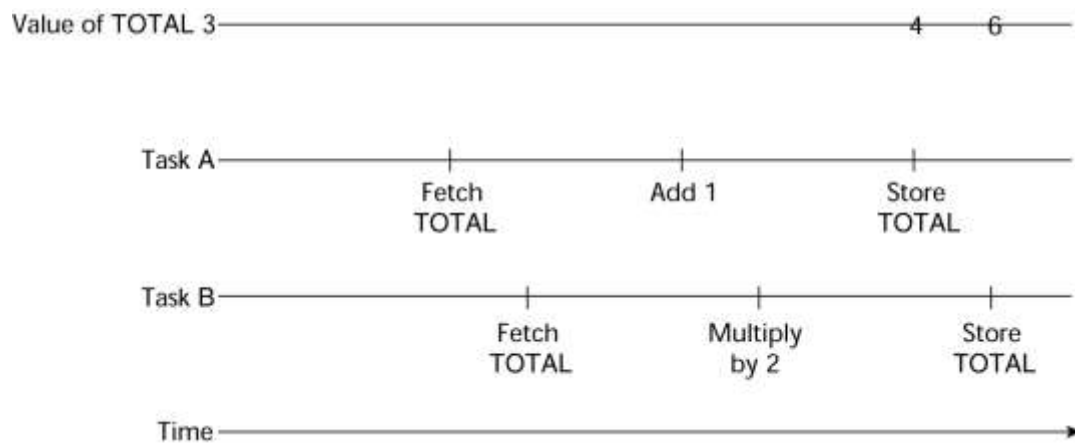 Value of TOTAL 3 4 6
Task A
Fetch Add 1 Store
TOTAL TOTAL
Task B
Fetch Multiply Store
TOTAL by 2 TOTAL
Time